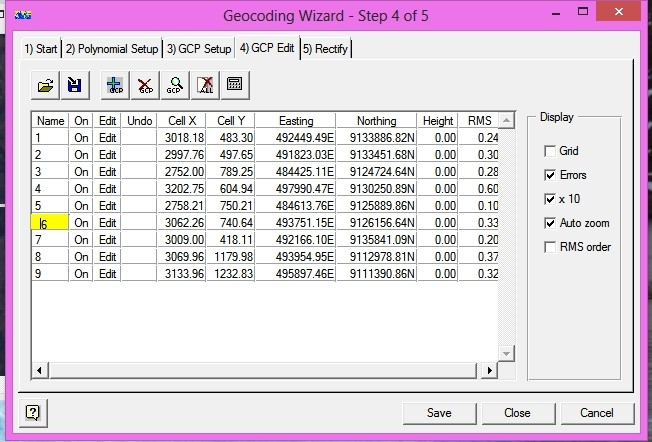 Geocoding Wizard - Step 4 of 5
1) Start 2) Polynomial Setup 3) GCP Setup 4) GCP Edit 5) Rectify
GCP GCP GCP ALL
Name On Edit Undo Cell X Cell Y Easting Northing Height RMS
1 On Edit 3018.18 483.30 492449.49E 9133886.82N 0.00 0.24
2 On Edit 2997.76 497.65 491823.03E 9133451.68N 0.00 0.30
3 On Edit 2752.00 789.25 484425.11E 9124724.64N 0.00 0.28
4 On Edit 3202.75 604.94 497990.47E 9130250.89N 0.00 0.60
5 On Edit 2758.21 750.21 484613.76E 9125889.86N 0.00 0.10
6 On Edit 3062.26 740.64 493751.15E 9126156.64N 0.00 0.33
7 On Edit 3009.00 418.11 492166.10E 9135841.09N 0.00 0.20
8 On Edit 3069.96 1179.98 493954.95E 9112978.81N 0.00 0.37
9 On Edit 3133.96 1232.83 495897.46E 9111390.86N 0.00 0.32
Display
Grid
Errors
x 10
Auto zoom
RMS order
?
Save Close Cancel